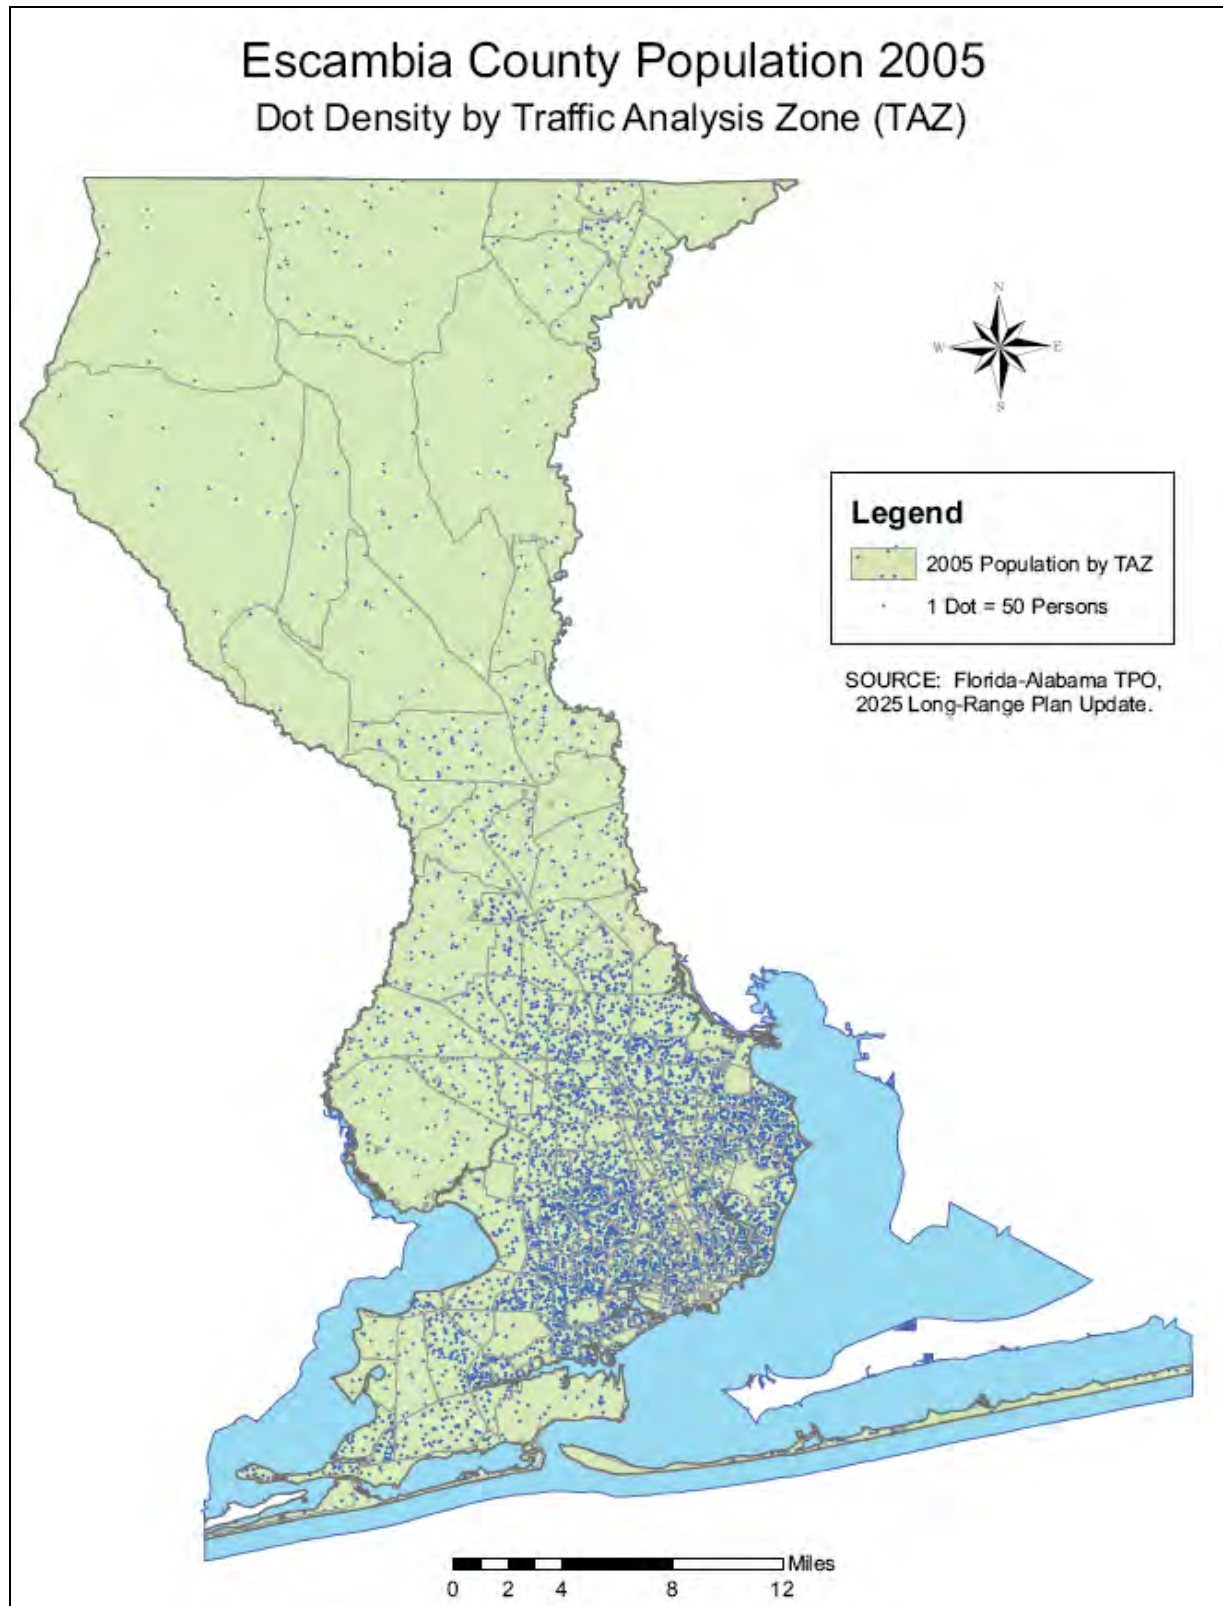 Escambia County Population 2005
Dot Density by Traffic Analysis Zone (TAZ)
N
W
E
S
Legend
2005 Population by TAZ
1 Dot = 50 Persons
SOURCE: Florida-Alabama TPO,
2025 Long-Range Plan Update.
Miles
0 2 4 8 12